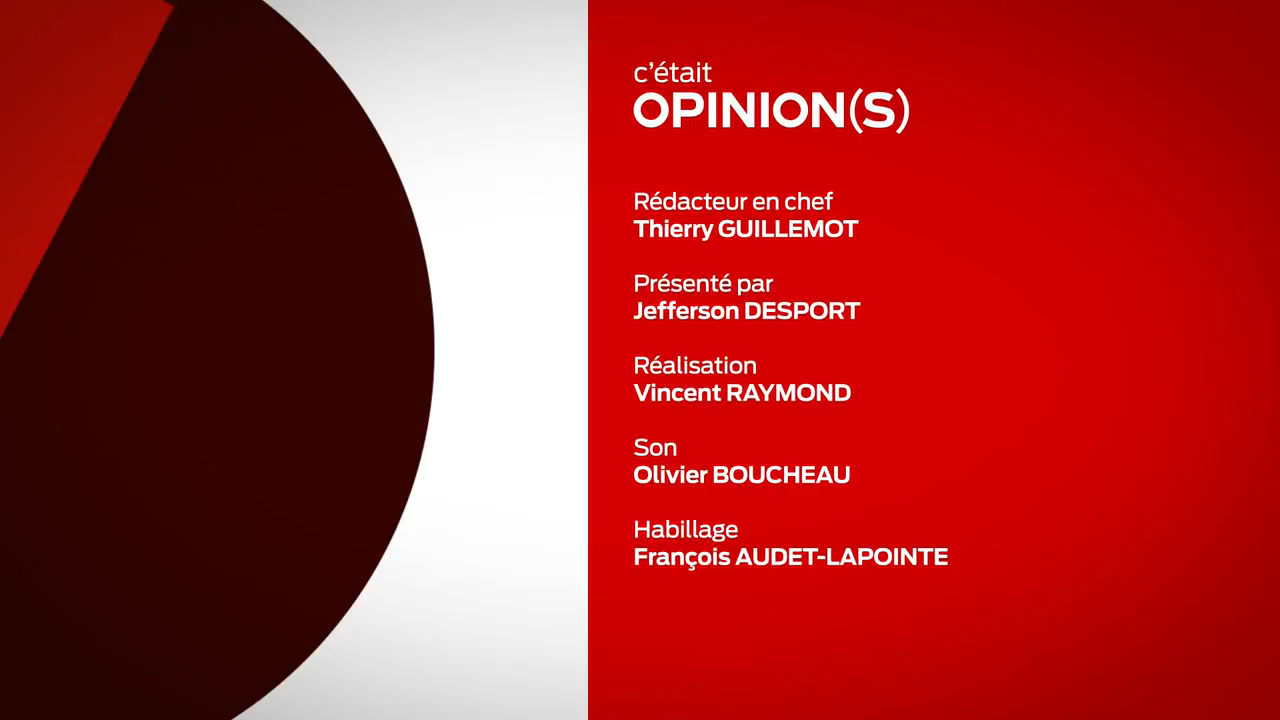 c’était
OPINION(S)
Rédacteur en chef
Thierry GUILLEMOT
Présenté par
Jefferson DESPORT
Réalisation
Vincent RAYMOND
Son
Olivier BOUCHEAU
Habillage
François AUDET-LAPOINTE